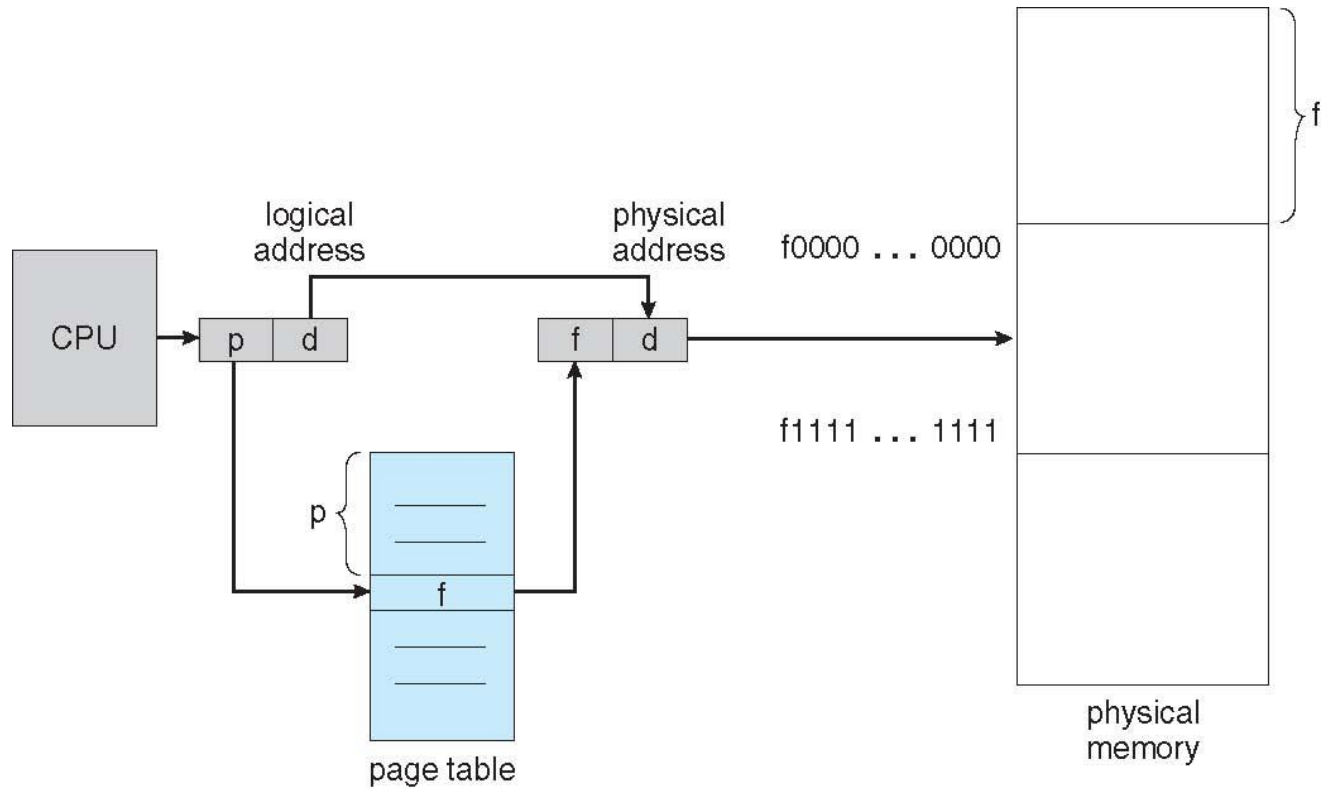 f
logical
address
physical
address
f0000 ... 0000
CPU
p
d
f
d
f1111 ... 1111
p
f
page table
physical
memory